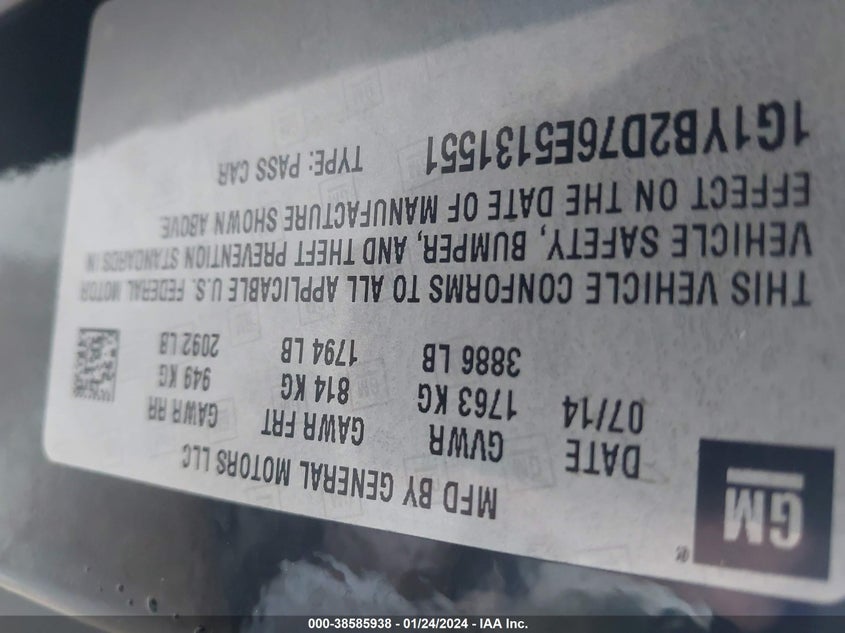 GM
®
MFD BY GENERAL MOTORS LLC
DATE GVWR GAWR FRT GAWR RR
07/14 1763 KG 814 KG 949 KG
3886 LB 1794 LB 2092 LB
THIS VEHICLE CONFORMS TO ALL APPLICABLE U.S. FEDERAL MOTOR
VEHICLE SAFETY, BUMPER, AND THEFT PREVENTION STANDARDS IN
EFFECT ON THE DATE OF MANUFACTURE SHOWN ABOVE.
1G1YB2D76E5131551 TYPE: PASS CAR
000-38585938 - 01/24/2024 - IAA Inc.